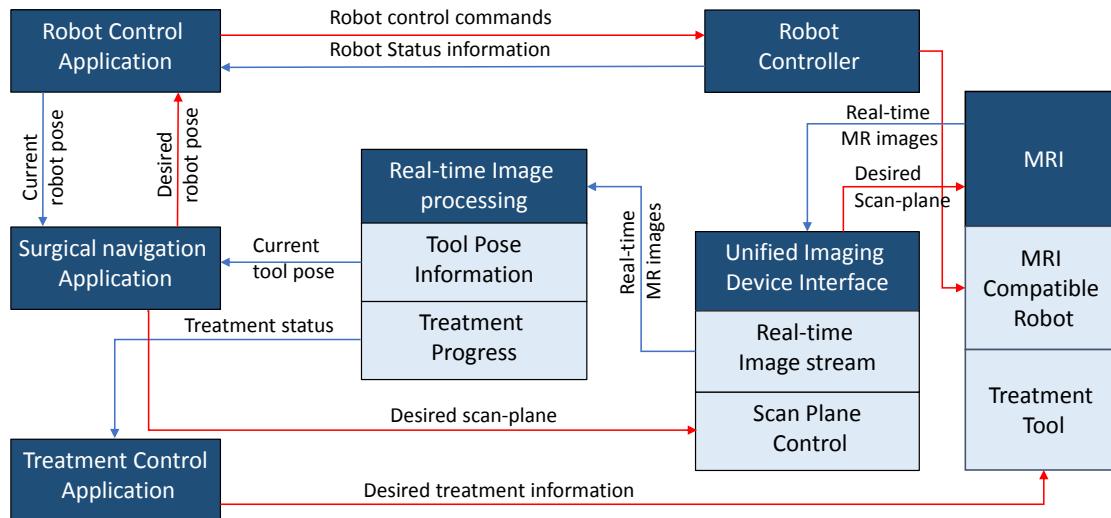 Robot Control
Application
Robot control commands
Robot Status information
Robot
Controller
Current
robot pose
Desired
robot pose
Real-time
MR images
MRI
Desired
Scan-plane
Real-time Image
processing
Tool Pose
Information
Treatment
Progress
Real-time
MR images
Unified Imaging
Device Interface
Real-time
Image stream
Scan Plane
Control
MRI
Compatible
Robot
Treatment
Tool
Surgical navigation
Application
Current
tool pose
Treatment status
Desired scan-plane
Treatment Control
Application
Desired treatment information